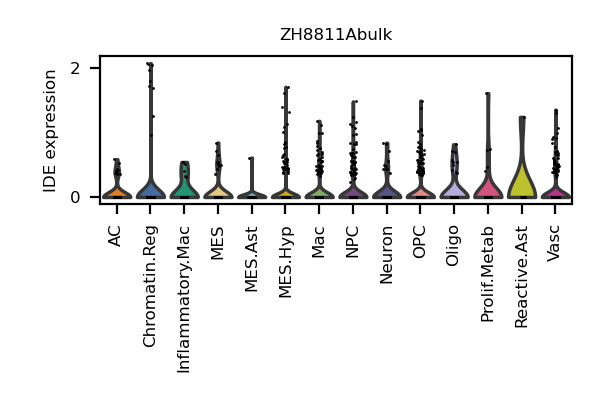 ZH8811Abulk
IDE expression
2
0
AC
Chromatin.Reg
Inflammatory.Mac
MES
MES.Ast
MES.Hyp
Mac
NPC
Neuron
OPC
Oligo
Prolif.Metab
Reactive.Ast
Vasc